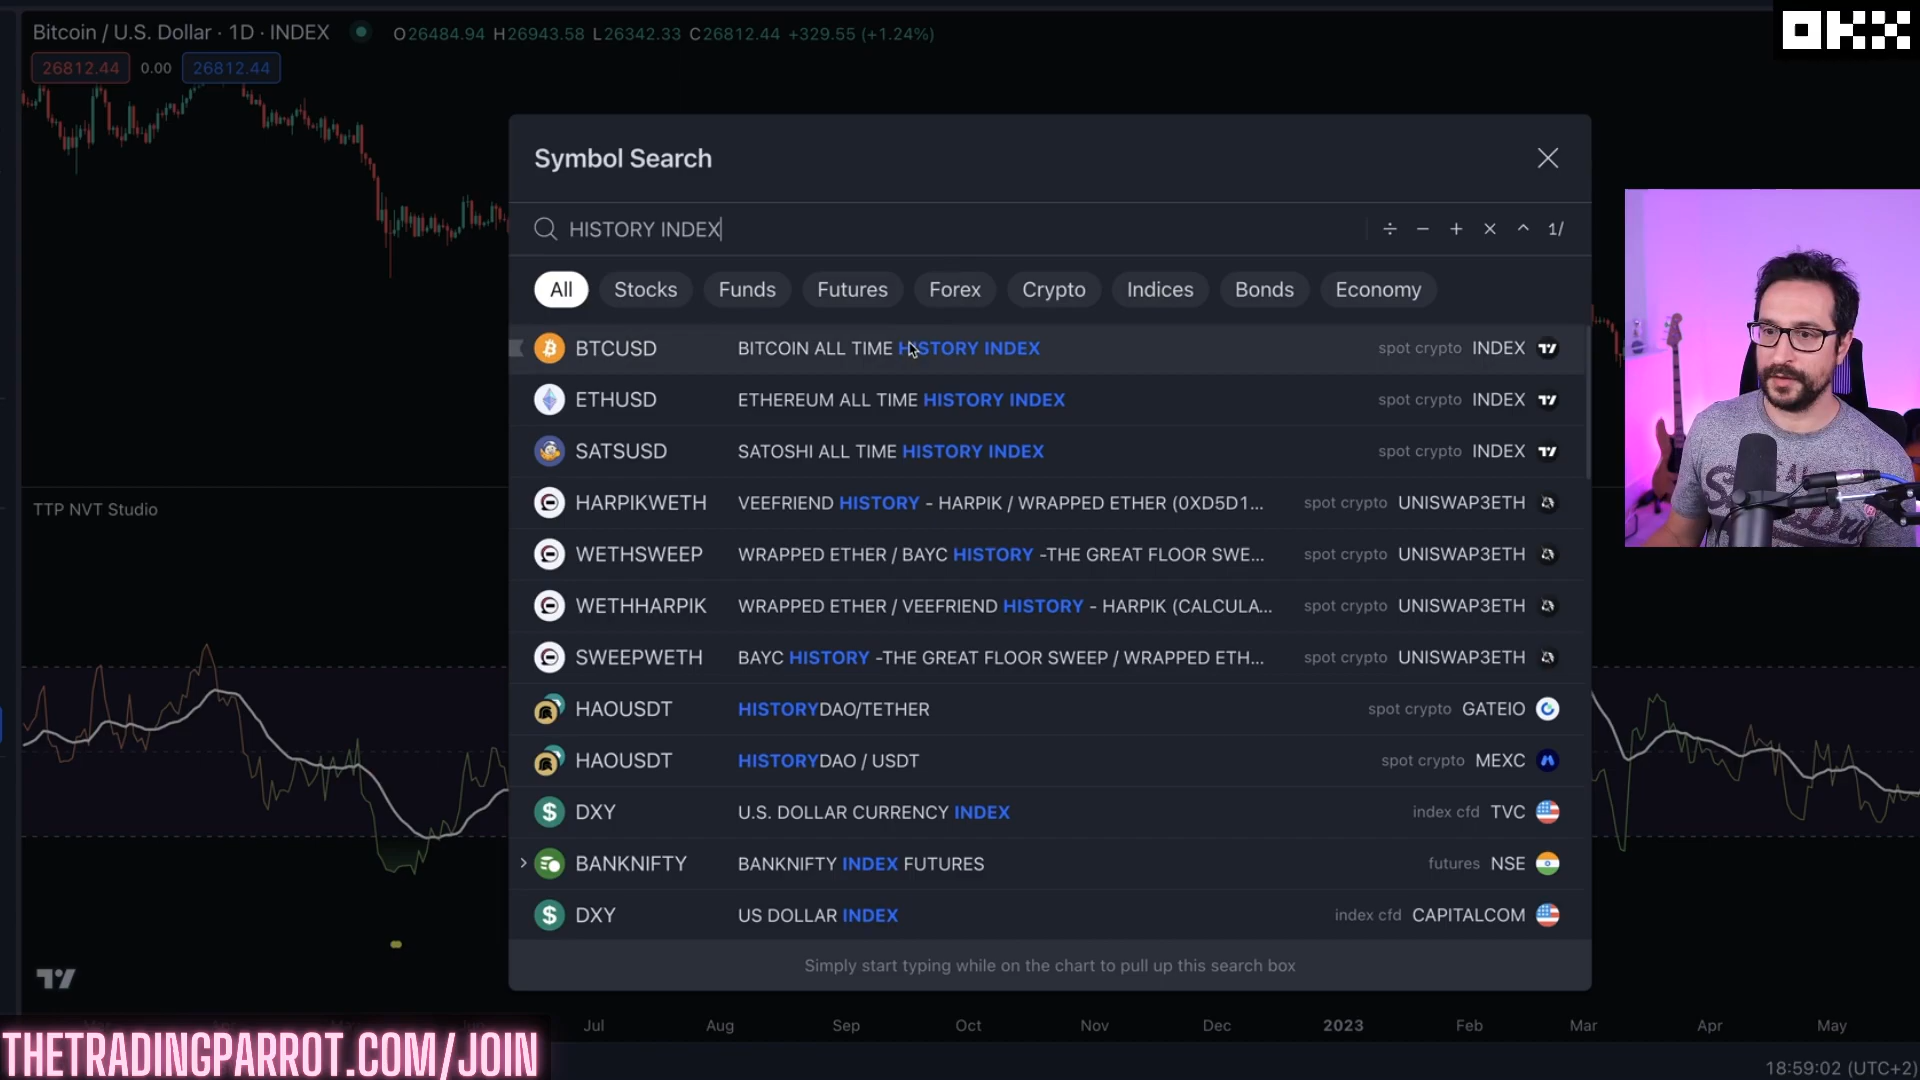 Bitcoin / U.S. Dollar · 1D · INDEX O26484.94 H26943.58 L26342.33 C26812.44 +329.55 (+1.24%)
OKX
26812.44 0.00 26812.44
Symbol Search
HISTORY INDEX ÷ − + × ^ 1/
All Stocks Funds Futures Forex Crypto Indices Bonds Economy
BTCUSD BITCOIN ALL TIME HISTORY INDEX spot crypto INDEX
ETHUSD ETHEREUM ALL TIME HISTORY INDEX spot crypto INDEX
SATSUSD SATOSHI ALL TIME HISTORY INDEX spot crypto INDEX
HARPIKWETH VEEFRIEND HISTORY - HARPIK / WRAPPED ETHER (0XD5D1... spot crypto UNISWAP3ETH
WETHSWEEP WRAPPED ETHER / BAYC HISTORY -THE GREAT FLOOR SWE... spot crypto UNISWAP3ETH
WETHHARPIK WRAPPED ETHER / VEEFRIEND HISTORY - HARPIK (CALCULA... spot crypto UNISWAP3ETH
SWEEPWETH BAYC HISTORY -THE GREAT FLOOR SWEEP / WRAPPED ETH... spot crypto UNISWAP3ETH
HAOUSDT HISTORYDAO/TETHER spot crypto GATEIO
HAOUSDT HISTORYDAO / USDT spot crypto MEXC
DXY U.S. DOLLAR CURRENCY INDEX index cfd TVC
BANKNIFTY BANKNIFTY INDEX FUTURES futures NSE
DXY US DOLLAR INDEX index cfd CAPITALCOM
Simply start typing while on the chart to pull up this search box
TTP NVT Studio
Jul Aug Sep Oct Nov Dec 2023 Feb Mar Apr May
THETRADINGPARROT.COM/JOIN
18:59:02 (UTC+2)